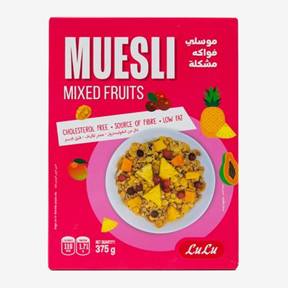 MUESLI
MIXED FRUITS
موسلي
فواكه
مشكلة
CHOLESTEROL FREE • SOURCE OF FIBRE • LOW FAT
NET QUANTITY
375 g
LuLu